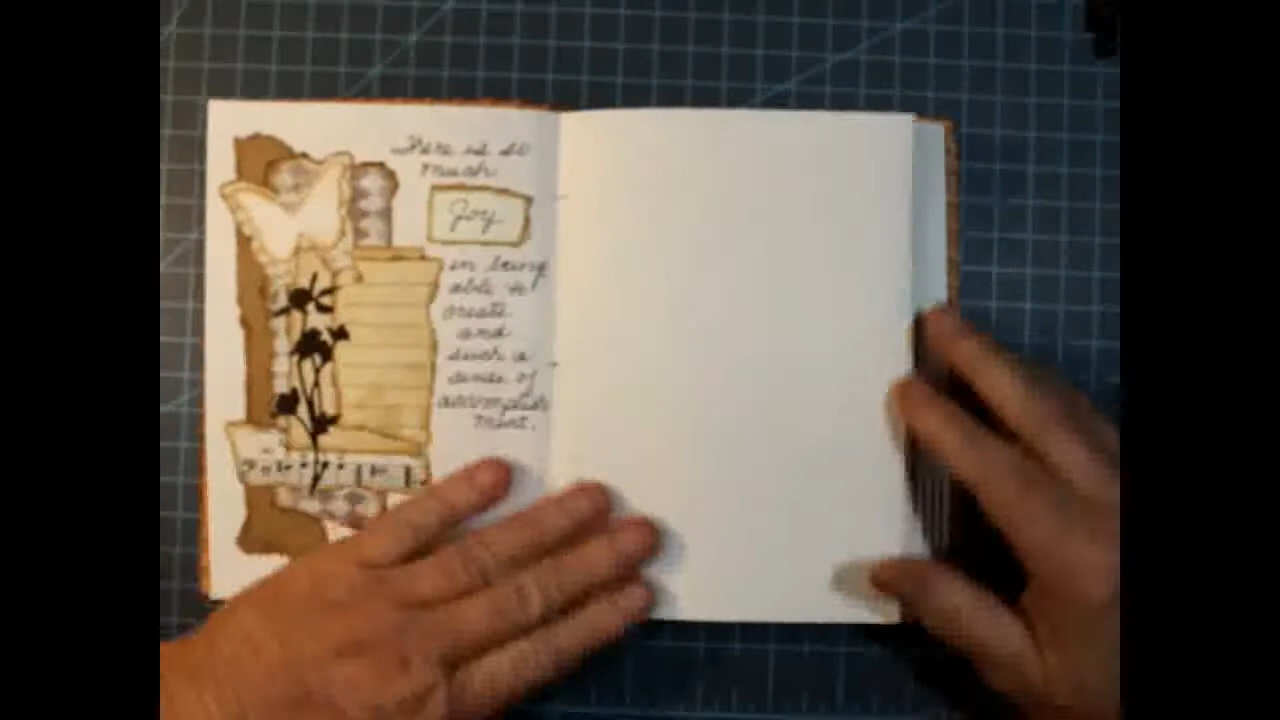 There is so
much
Joy
in being
able to
create
and
such a
sense of
accomplish
ment.